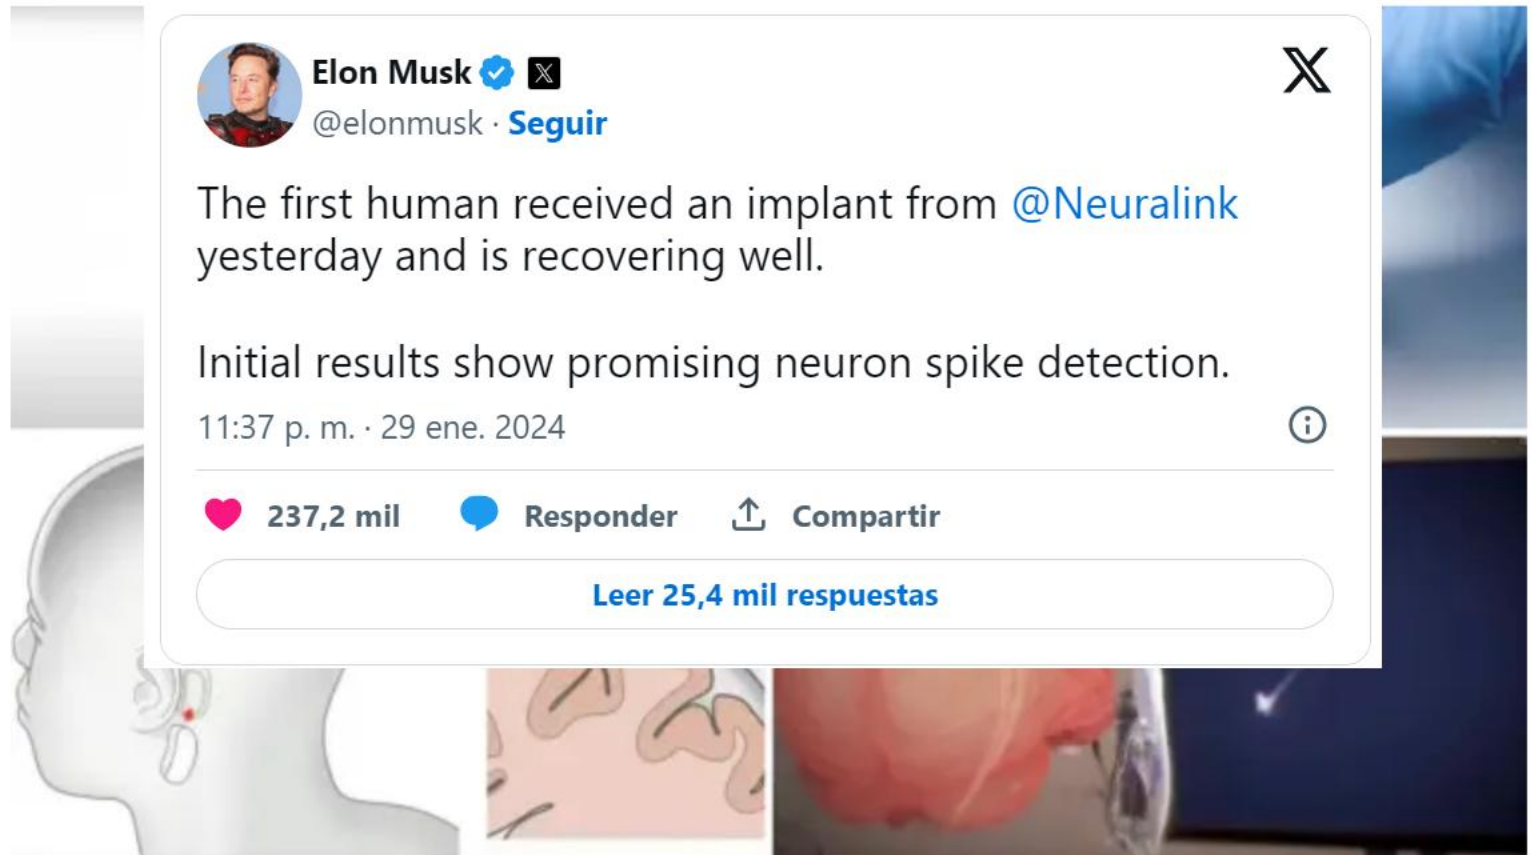 Elon Musk
@elonmusk · Seguir
The first human received an implant from @Neuralink
yesterday and is recovering well.
Initial results show promising neuron spike detection.
11:37 p. m. · 29 ene. 2024
237,2 mil Responder Compartir
Leer 25,4 mil respuestas